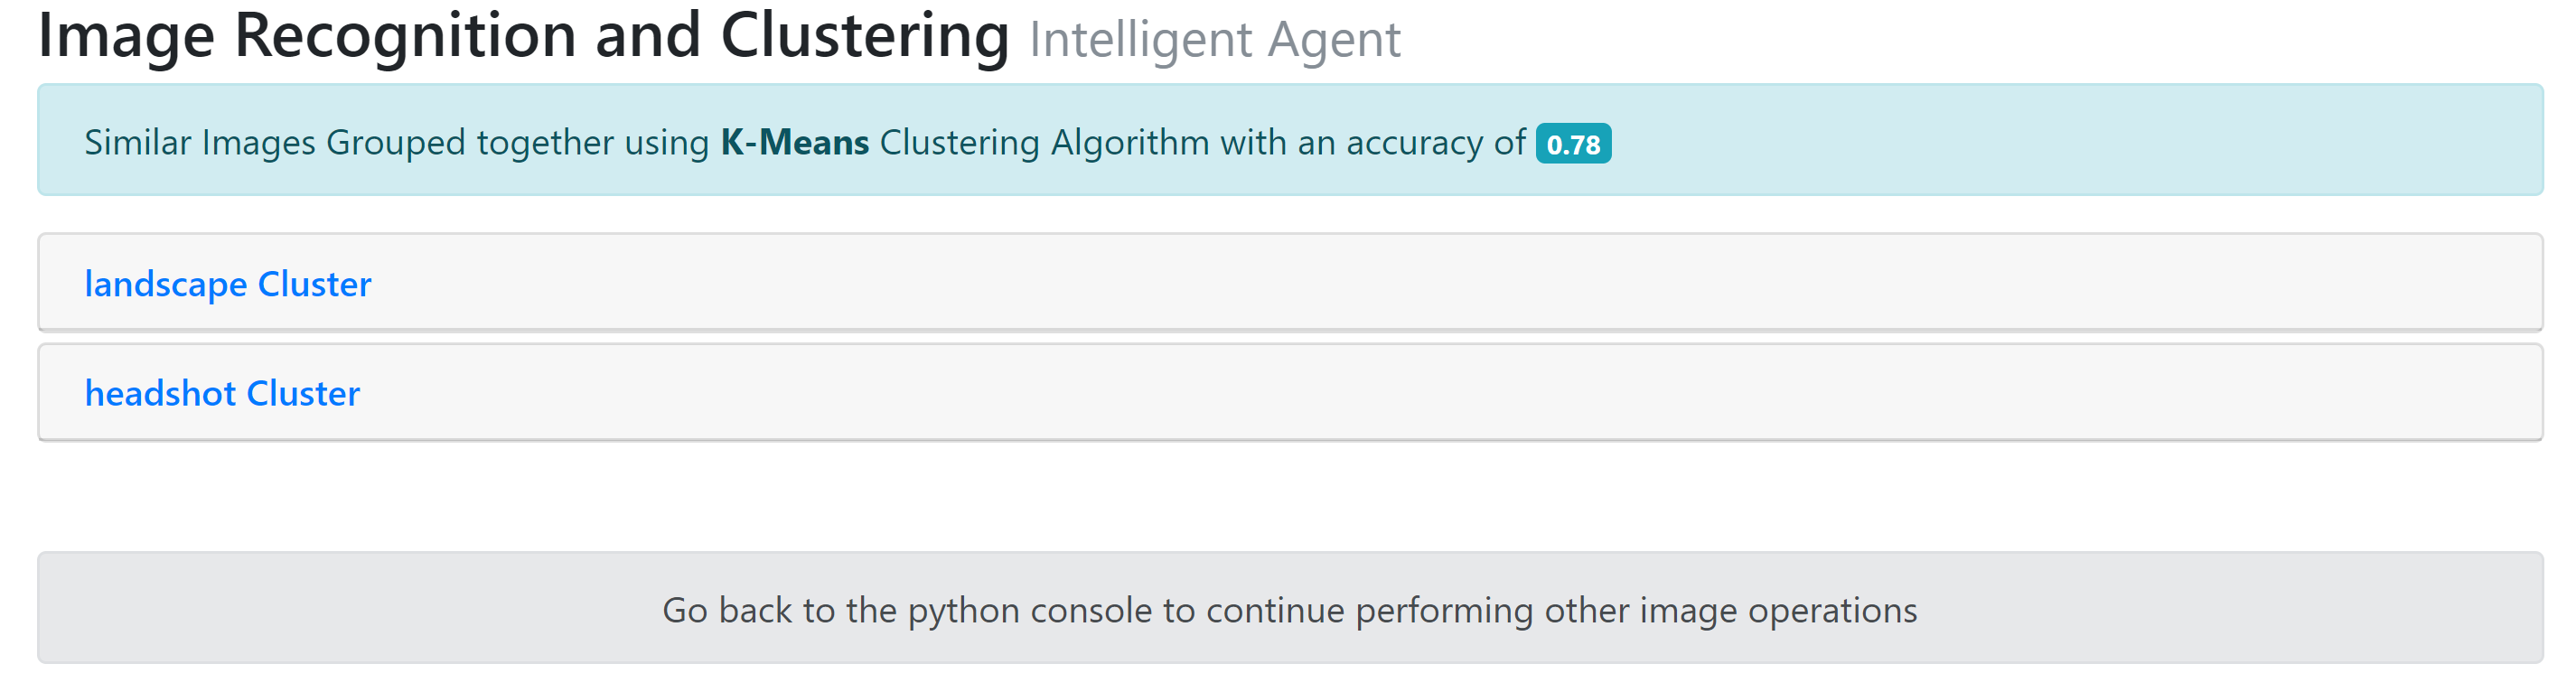 Image Recognition and Clustering Intelligent Agent
Similar Images Grouped together using K-Means Clustering Algorithm with an accuracy of 0.78
landscape Cluster
headshot Cluster
Go back to the python console to continue performing other image operations